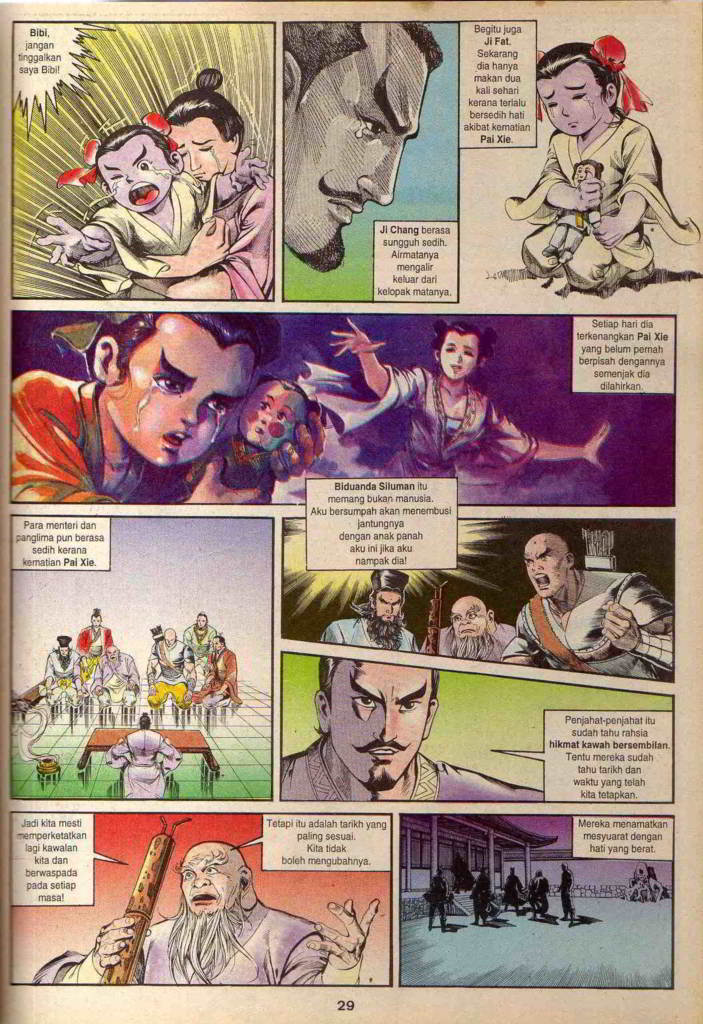 Bibi,
jangan
tinggalkan
saya Bibi!
Ji Chang berasa
sungguh sedih.
Airmatanya
mengalir
keluar dari
kelopak matanya.
Begitu juga
Ji Fat.
Sekarang
dia hanya
makan dua
kali sehari
kerana terlalu
bersedih hati
akibat kematian
Pai Xie.
Setiap hari dia
terkenangkan Pai Xie
yang belum pernah
berpisah dengannya
semenjak dia
dilahirkan.
Para menteri dan
panglima pun berasa
sedih kerana
kematian Pai Xie.
Biduanda Siluman itu
memang bukan manusia.
Aku bersumpah akan menembusi
jantungnya
dengan anak panah
aku ini jika aku
nampak dia!
Penjahat-penjahat itu
sudah tahu rahsia
hikmat kawah bersembilan.
Tentu mereka sudah
tahu tarikh dan
waktu yang telah
kita tetapkan.
Jadi kita mesti
memperketatkan
lagi kawalan
kita dan
berwaspada
pada setiap
masa!
Tetapi itu adalah tarikh yang
paling sesuai.
Kita tidak
boleh mengubahnya.
Mereka menamatkan
mesyuarat dengan
hati yang berat.
29